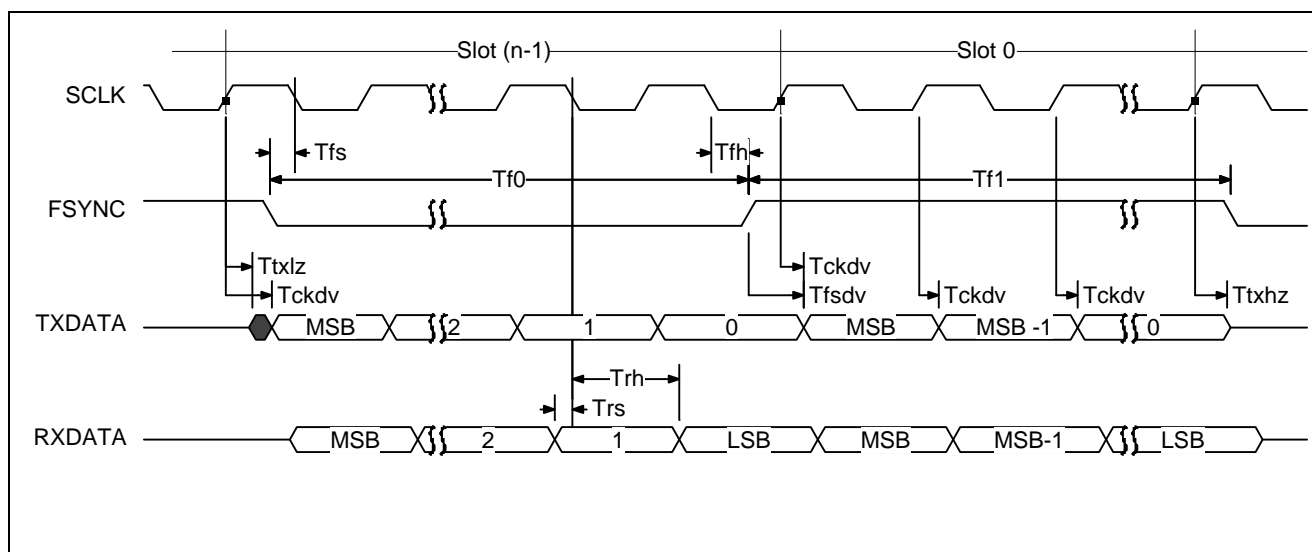 Slot (n-1) Slot 0
SCLK
Tfs Tfh
Tf0 Tf1
FSYNC
Ttxlz Tckdv
Tckdv Tfsdv Tckdv Tckdv Ttxhz
TXDATA MSB 2 1 0 MSB MSB -1 0
Trh
Trs
RXDATA MSB 2 1 LSB MSB MSB-1 LSB